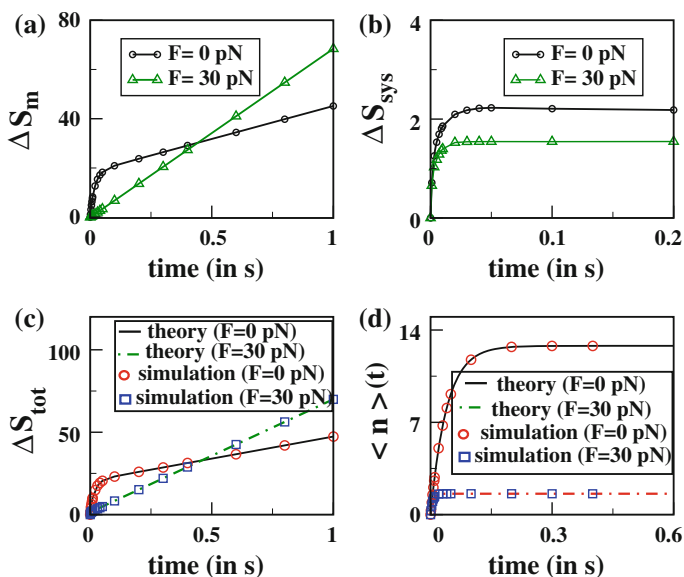 (a)
80
40
0
ΔS_m
F= 0 pN
F= 30 pN
0
0.5
1
time (in s)
(b)
4
2
0
ΔS_sys
F= 0 pN
F= 30 pN
0
0.1
0.2
time (in s)
(c)
100
50
0
ΔS_tot
theory (F=0 pN)
theory (F=30 pN)
simulation (F=0 pN)
simulation (F=30 pN)
0
0.5
1
time (in s)
(d)
14
7
0
< n >(t)
theory (F=0 pN)
theory (F=30 pN)
simulation (F=0 pN)
simulation (F=30 pN)
0
0.3
0.6
time (in s)